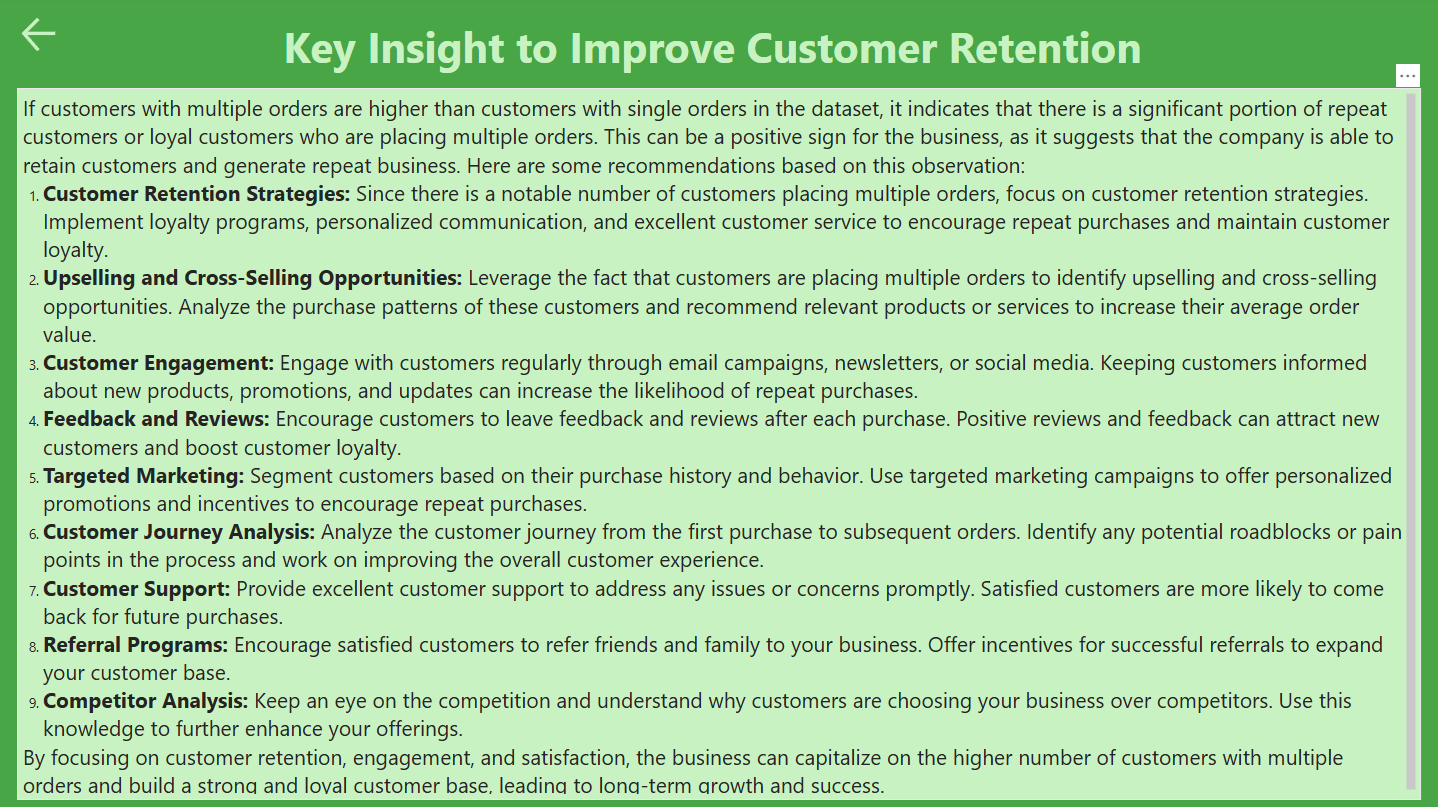 Key Insight to Improve Customer Retention
...
If customers with multiple orders are higher than customers with single orders in the dataset, it indicates that there is a significant portion of repeat
customers or loyal customers who are placing multiple orders. This can be a positive sign for the business, as it suggests that the company is able to
retain customers and generate repeat business. Here are some recommendations based on this observation:
1. Customer Retention Strategies: Since there is a notable number of customers placing multiple orders, focus on customer retention strategies.
Implement loyalty programs, personalized communication, and excellent customer service to encourage repeat purchases and maintain customer
loyalty.
2. Upselling and Cross-Selling Opportunities: Leverage the fact that customers are placing multiple orders to identify upselling and cross-selling
opportunities. Analyze the purchase patterns of these customers and recommend relevant products or services to increase their average order
value.
3. Customer Engagement: Engage with customers regularly through email campaigns, newsletters, or social media. Keeping customers informed
about new products, promotions, and updates can increase the likelihood of repeat purchases.
4. Feedback and Reviews: Encourage customers to leave feedback and reviews after each purchase. Positive reviews and feedback can attract new
customers and boost customer loyalty.
5. Targeted Marketing: Segment customers based on their purchase history and behavior. Use targeted marketing campaigns to offer personalized
promotions and incentives to encourage repeat purchases.
6. Customer Journey Analysis: Analyze the customer journey from the first purchase to subsequent orders. Identify any potential roadblocks or pain
points in the process and work on improving the overall customer experience.
7. Customer Support: Provide excellent customer support to address any issues or concerns promptly. Satisfied customers are more likely to come
back for future purchases.
8. Referral Programs: Encourage satisfied customers to refer friends and family to your business. Offer incentives for successful referrals to expand
your customer base.
9. Competitor Analysis: Keep an eye on the competition and understand why customers are choosing your business over competitors. Use this
knowledge to further enhance your offerings.
By focusing on customer retention, engagement, and satisfaction, the business can capitalize on the higher number of customers with multiple
orders and build a strong and loyal customer base, leading to long-term growth and success.